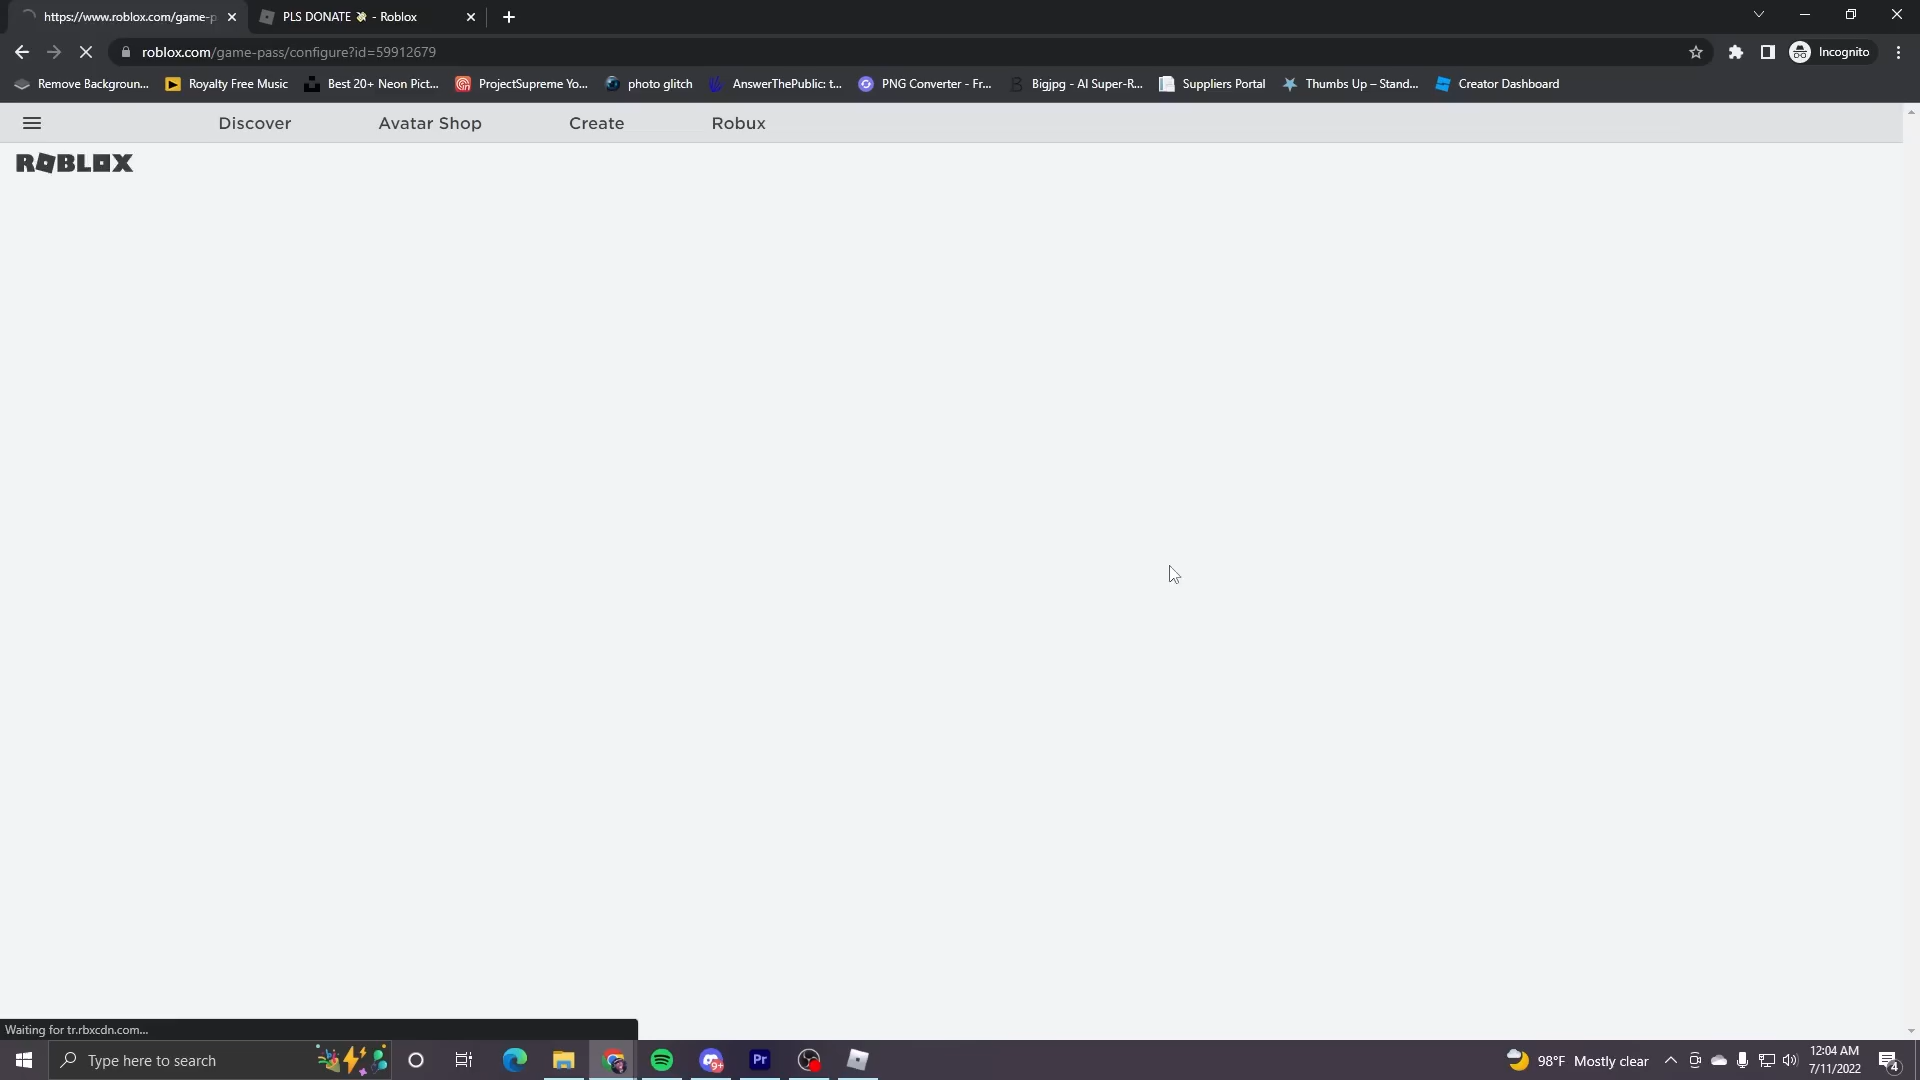 https://www.roblox.com/game-p
PLS DONATE 💸 - Roblox
roblox.com/game-pass/configure?id=59912679
Incognito
Remove Backgroun...
Royalty Free Music
Best 20+ Neon Pict...
ProjectSupreme Yo...
photo glitch
AnswerThePublic: t...
PNG Converter - Fr...
Bigjpg - AI Super-R...
Suppliers Portal
Thumbs Up – Stand...
Creator Dashboard
Discover
Avatar Shop
Create
Robux
ROBLOX
Waiting for tr.rbxcdn.com...
Type here to search
9+
Pr
98°F Mostly clear
12:04 AM
7/11/2022
4